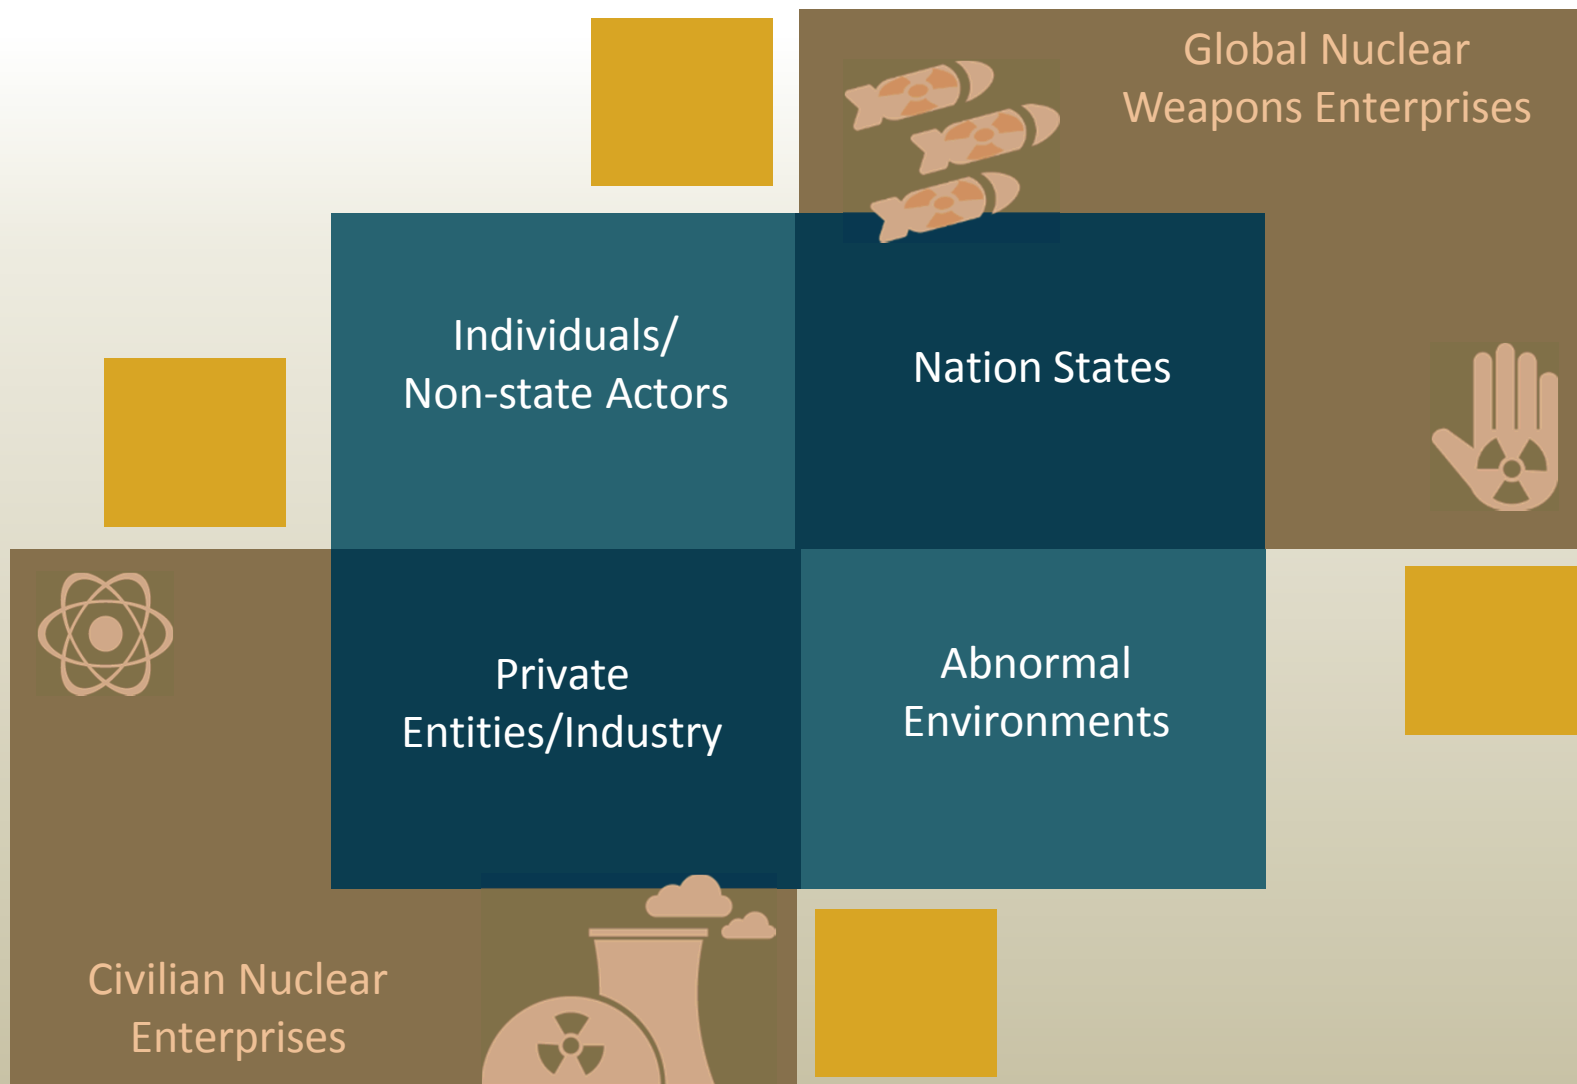 Global Nuclear
Weapons Enterprises
Individuals/
Non-state Actors
Nation States
Private
Entities/Industry
Abnormal
Environments
Civilian Nuclear
Enterprises